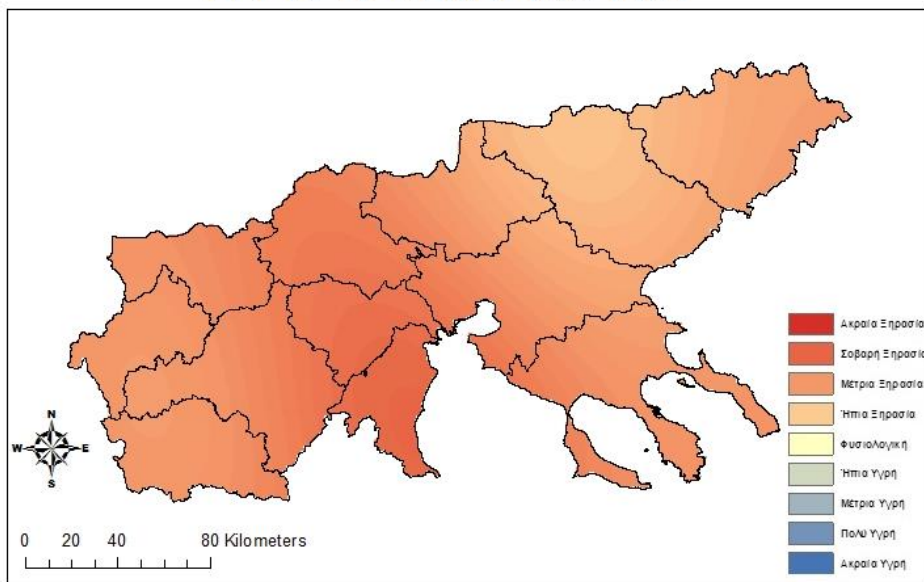 Ακραία Ξηρασία
Σοβαρή Ξηρασία
Μέτρια Ξηρασία
Ήπια Ξηρασία
Φυσιολογική
Ήπια Υγρή
Μέτρια Υγρή
Πολύ Υγρή
Ακραία Υγρή
N
W E
S
0 20 40 80 Kilometers